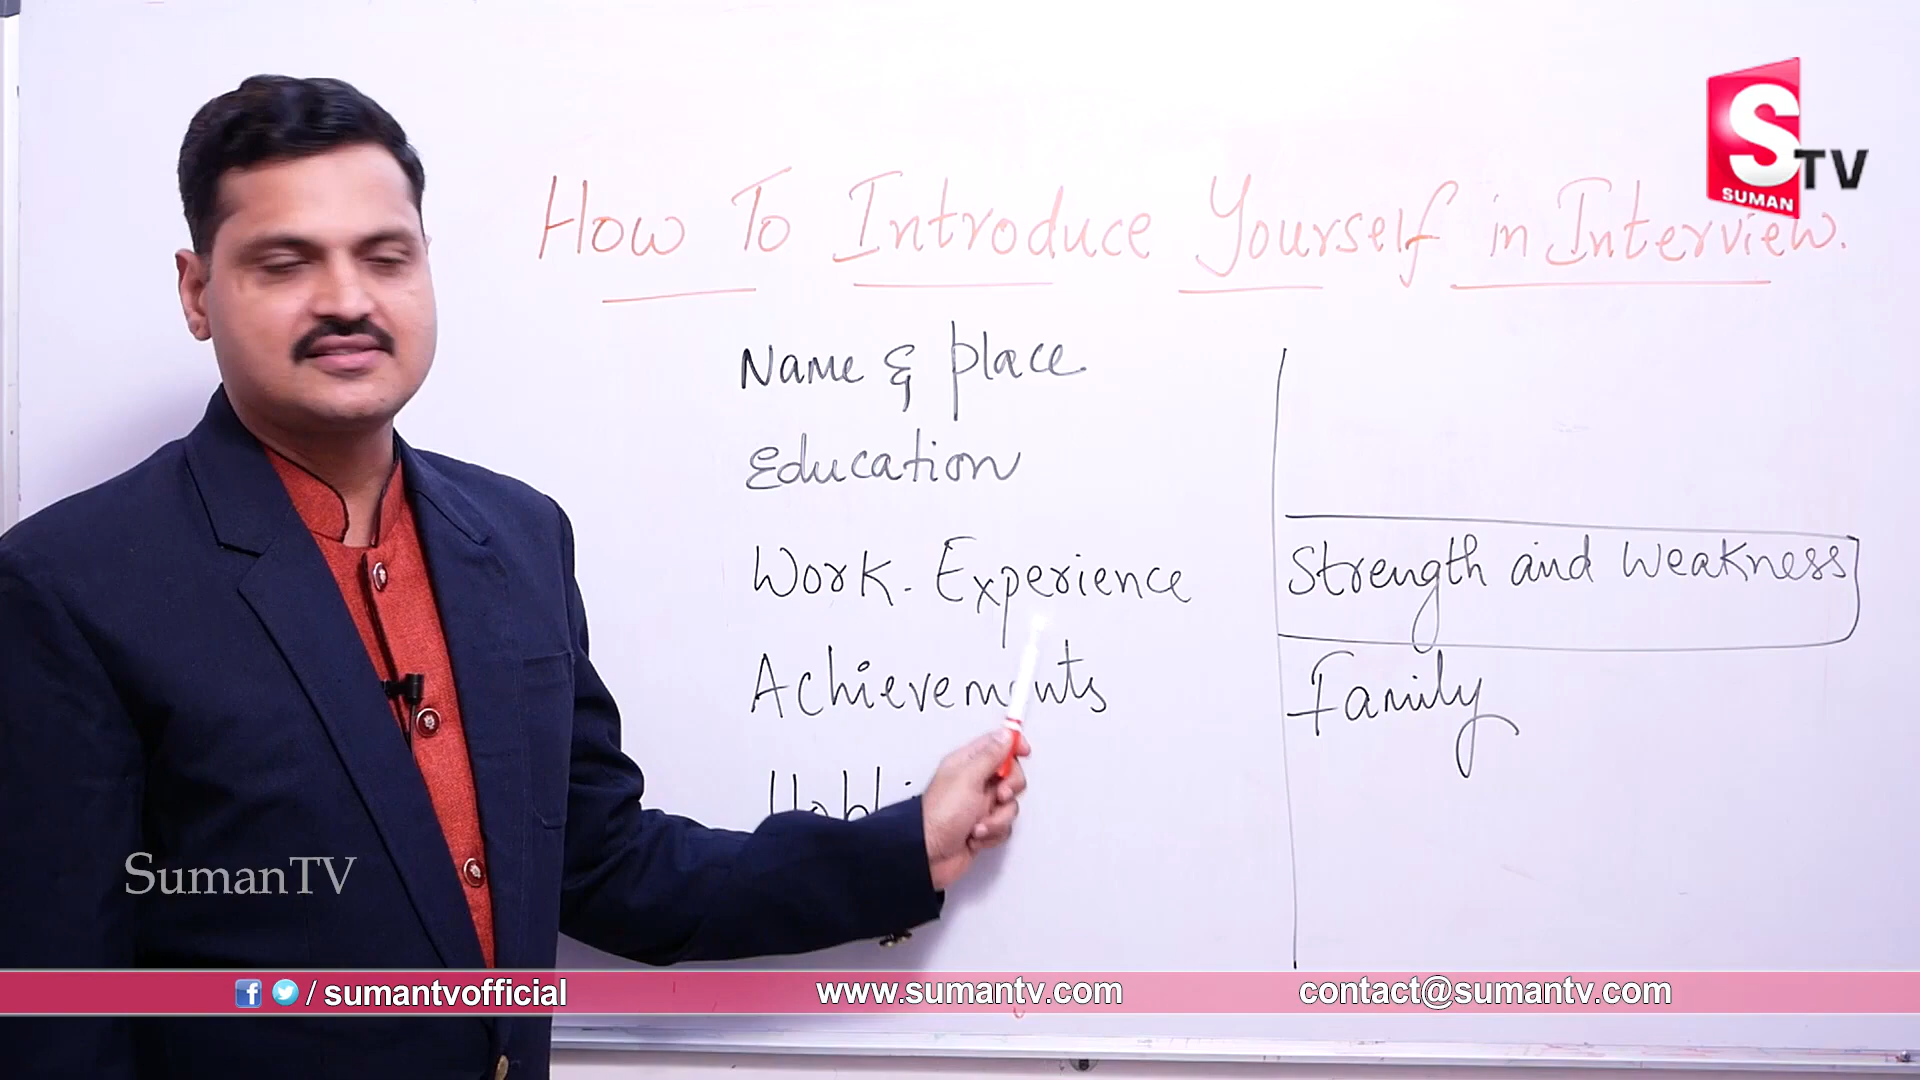 S
TV
SUMAN
How To Introduce Yourself in Interview.
Name & place
Education
Work. Experience
Achievements
Strength and Weakness
Family
SumanTV
/ sumantvofficial
www.sumantv.com
contact@sumantv.com